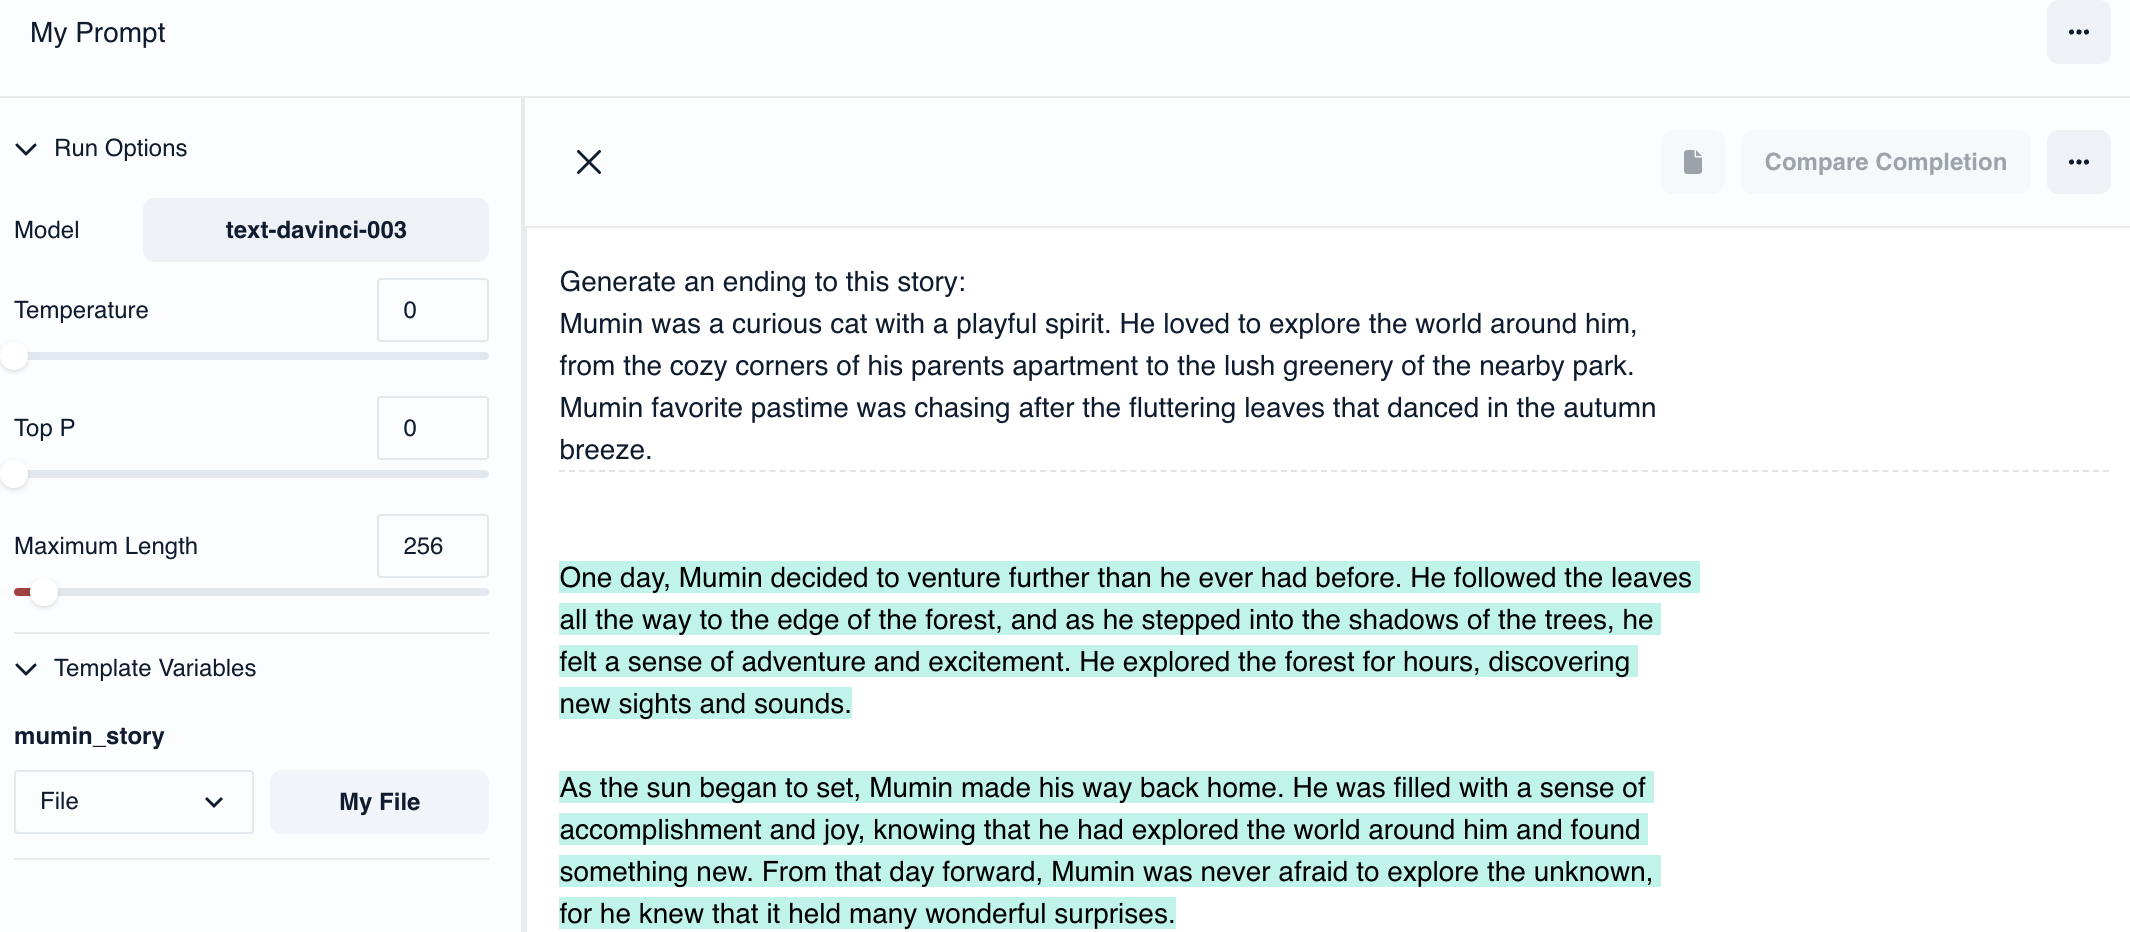 My Prompt
Run Options
Model
text-davinci-003
Temperature
0
Top P
0
Maximum Length
256
Template Variables
mumin_story
File
My File
Compare Completion
Generate an ending to this story:
Mumin was a curious cat with a playful spirit. He loved to explore the world around him,
from the cozy corners of his parents apartment to the lush greenery of the nearby park.
Mumin favorite pastime was chasing after the fluttering leaves that danced in the autumn
breeze.
One day, Mumin decided to venture further than he ever had before. He followed the leaves
all the way to the edge of the forest, and as he stepped into the shadows of the trees, he
felt a sense of adventure and excitement. He explored the forest for hours, discovering
new sights and sounds.
As the sun began to set, Mumin made his way back home. He was filled with a sense of
accomplishment and joy, knowing that he had explored the world around him and found
something new. From that day forward, Mumin was never afraid to explore the unknown,
for he knew that it held many wonderful surprises.